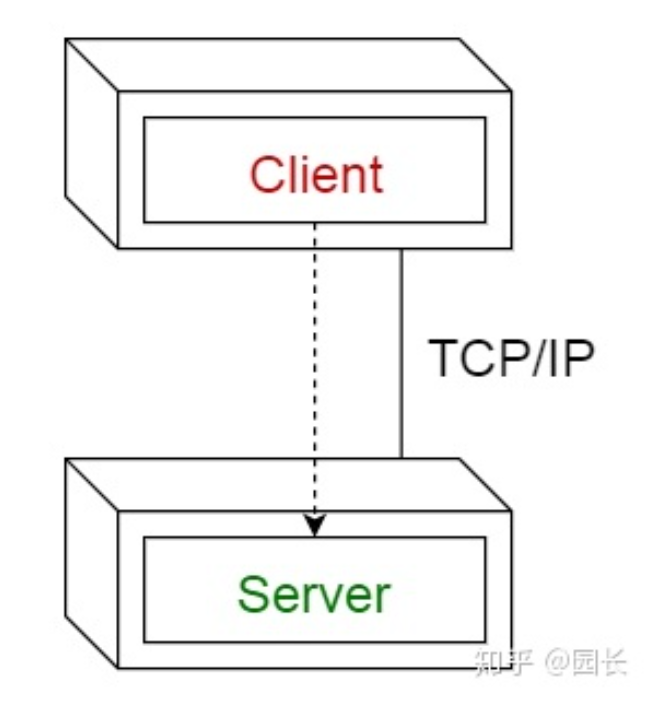 Client
TCP/IP
Server
知乎 @园长